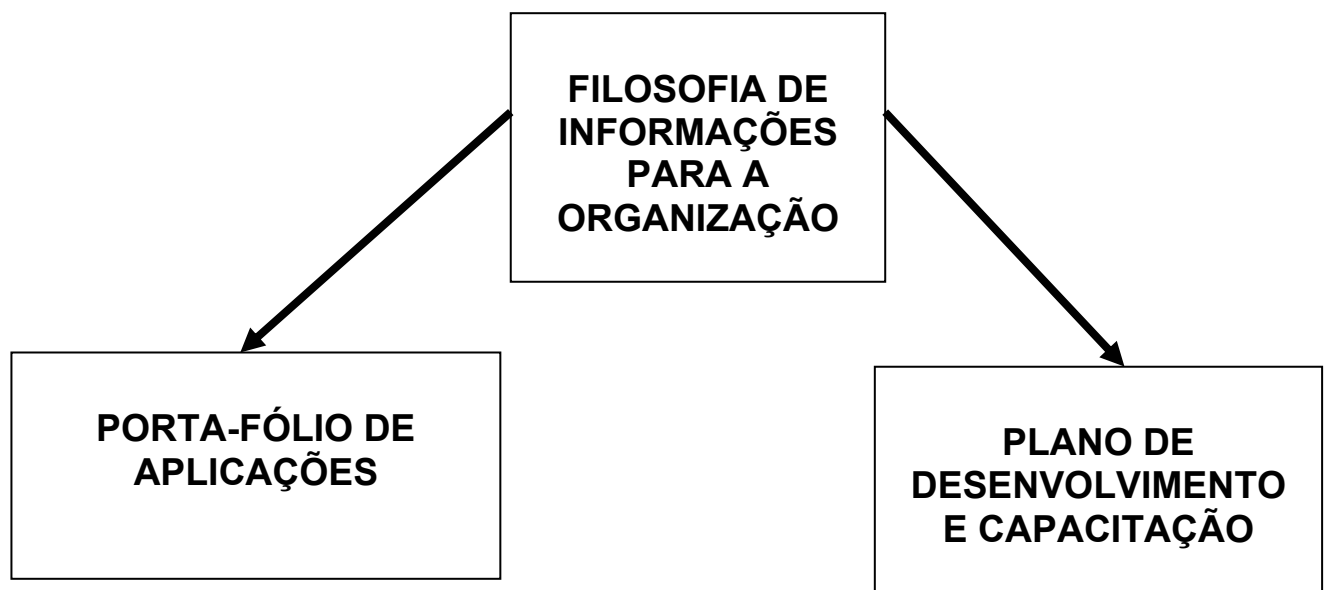 FILOSOFIA DE
INFORMAÇÕES
PARA A
ORGANIZAÇÃO
PORTA-FÓLIO DE
APLICAÇÕES
PLANO DE
DESENVOLVIMENTO
E CAPACITAÇÃO